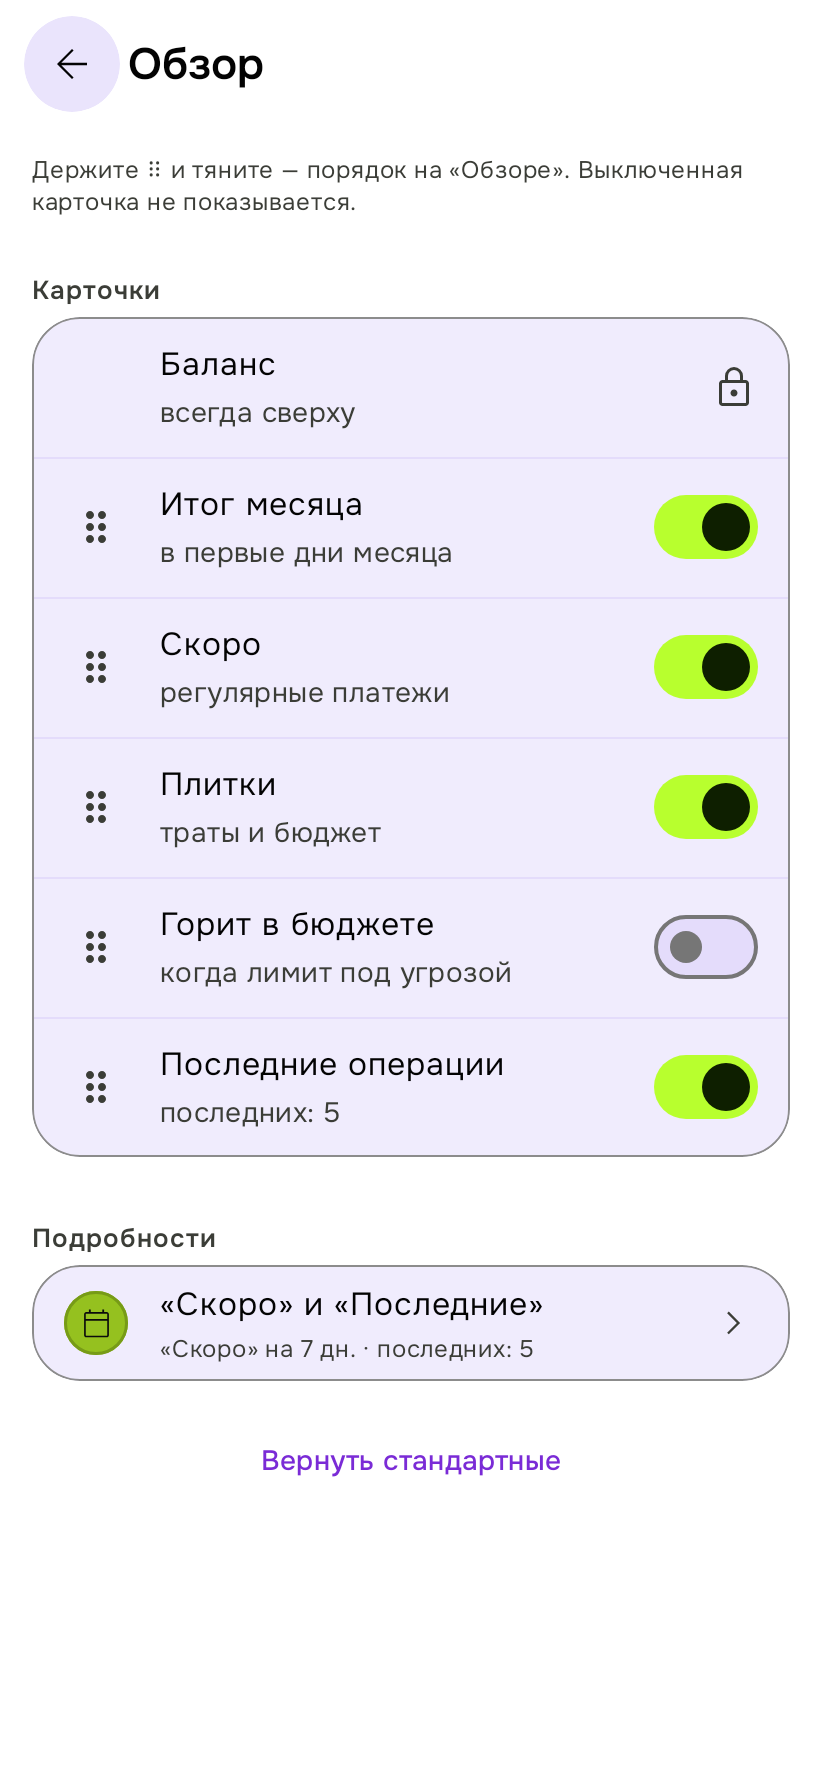 Обзор
Держите ⠿ и тяните — порядок на «Обзоре». Выключенная
карточка не показывается.
Карточки
Баланс
всегда сверху
Итог месяца
в первые дни месяца
Скоро
регулярные платежи
Плитки
траты и бюджет
Горит в бюджете
когда лимит под угрозой
Последние операции
последних: 5
Подробности
«Скоро» и «Последние»
«Скоро» на 7 дн. · последних: 5
Вернуть стандартные